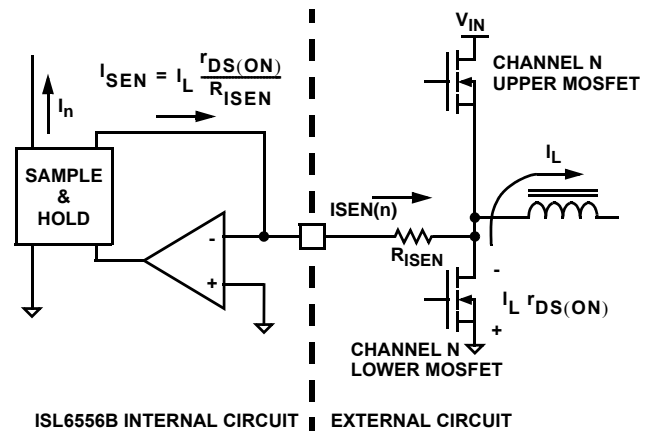 V_IN
CHANNEL N
UPPER MOSFET
I_SEN = I_L r_DS(ON) / R_ISEN
I_n
SAMPLE
&
HOLD
I_L
ISEN(n)
R_ISEN
-
+
-
I_L r_DS(ON)
+
CHANNEL N
LOWER MOSFET
ISL6556B INTERNAL CIRCUIT
EXTERNAL CIRCUIT